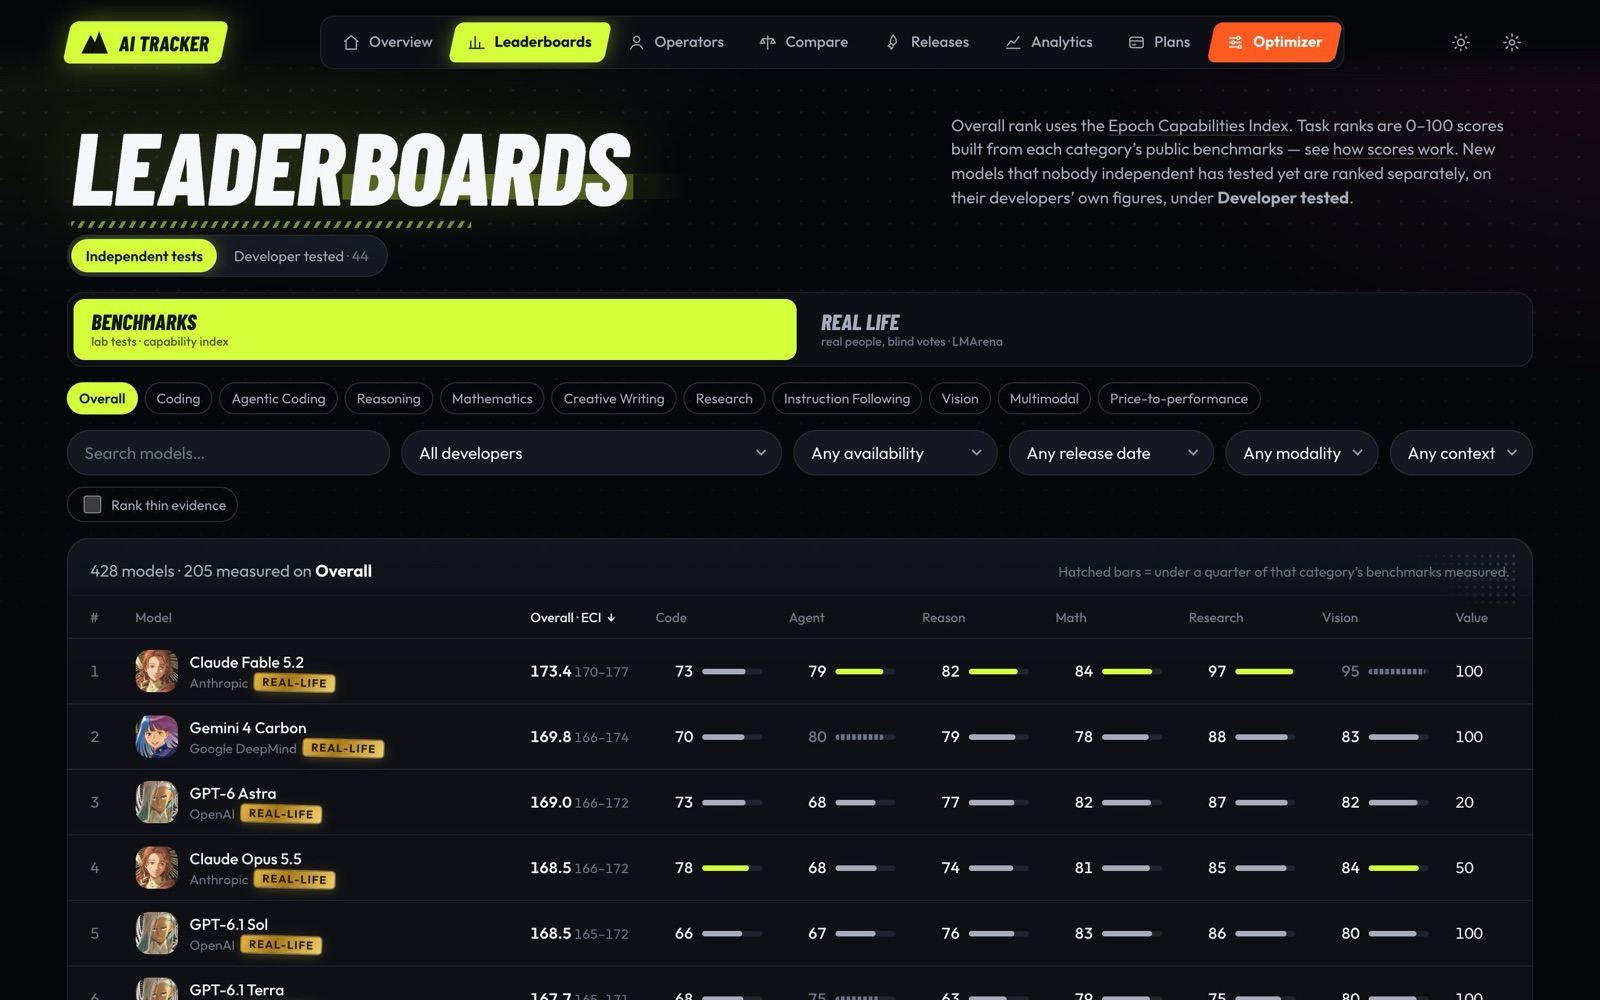 AI TRACKER
Overview
Leaderboards
Operators
Compare
Releases
Analytics
Plans
Optimizer
LEADERBOARDS
Overall rank uses the Epoch Capabilities Index. Task ranks are 0–100 scores
built from each category's public benchmarks — see how scores work. New
models that nobody independent has tested yet are ranked separately, on
their developers' own figures, under Developer tested.
Independent tests
Developer tested · 44
BENCHMARKS
lab tests · capability index
REAL LIFE
real people, blind votes · LMArena
Overall
Coding
Agentic Coding
Reasoning
Mathematics
Creative Writing
Research
Instruction Following
Vision
Multimodal
Price-to-performance
Search models...
All developers
Any availability
Any release date
Any modality
Any context
Rank thin evidence
428 models · 205 measured on Overall
Hatched bars = under a quarter of that category's benchmarks measured.
# Model Overall · ECI ↓ Code Agent Reason Math Research Vision Value
1 Claude Fable 5.2 173.4 170–177 73 79 82 84 97 95 100
Anthropic REAL-LIFE
2 Gemini 4 Carbon 169.8 166–174 70 80 79 78 88 83 100
Google DeepMind REAL-LIFE
3 GPT-6 Astra 169.0 166–172 73 68 77 82 87 82 20
OpenAI REAL-LIFE
4 Claude Opus 5.5 168.5 166–172 78 68 74 81 85 84 50
Anthropic REAL-LIFE
5 GPT-6.1 Sol 168.5 165–172 66 67 76 83 86 80 100
OpenAI REAL-LIFE
6 GPT-6.1 Terra 167.7 165–171 68 75 63 79 75 80 100